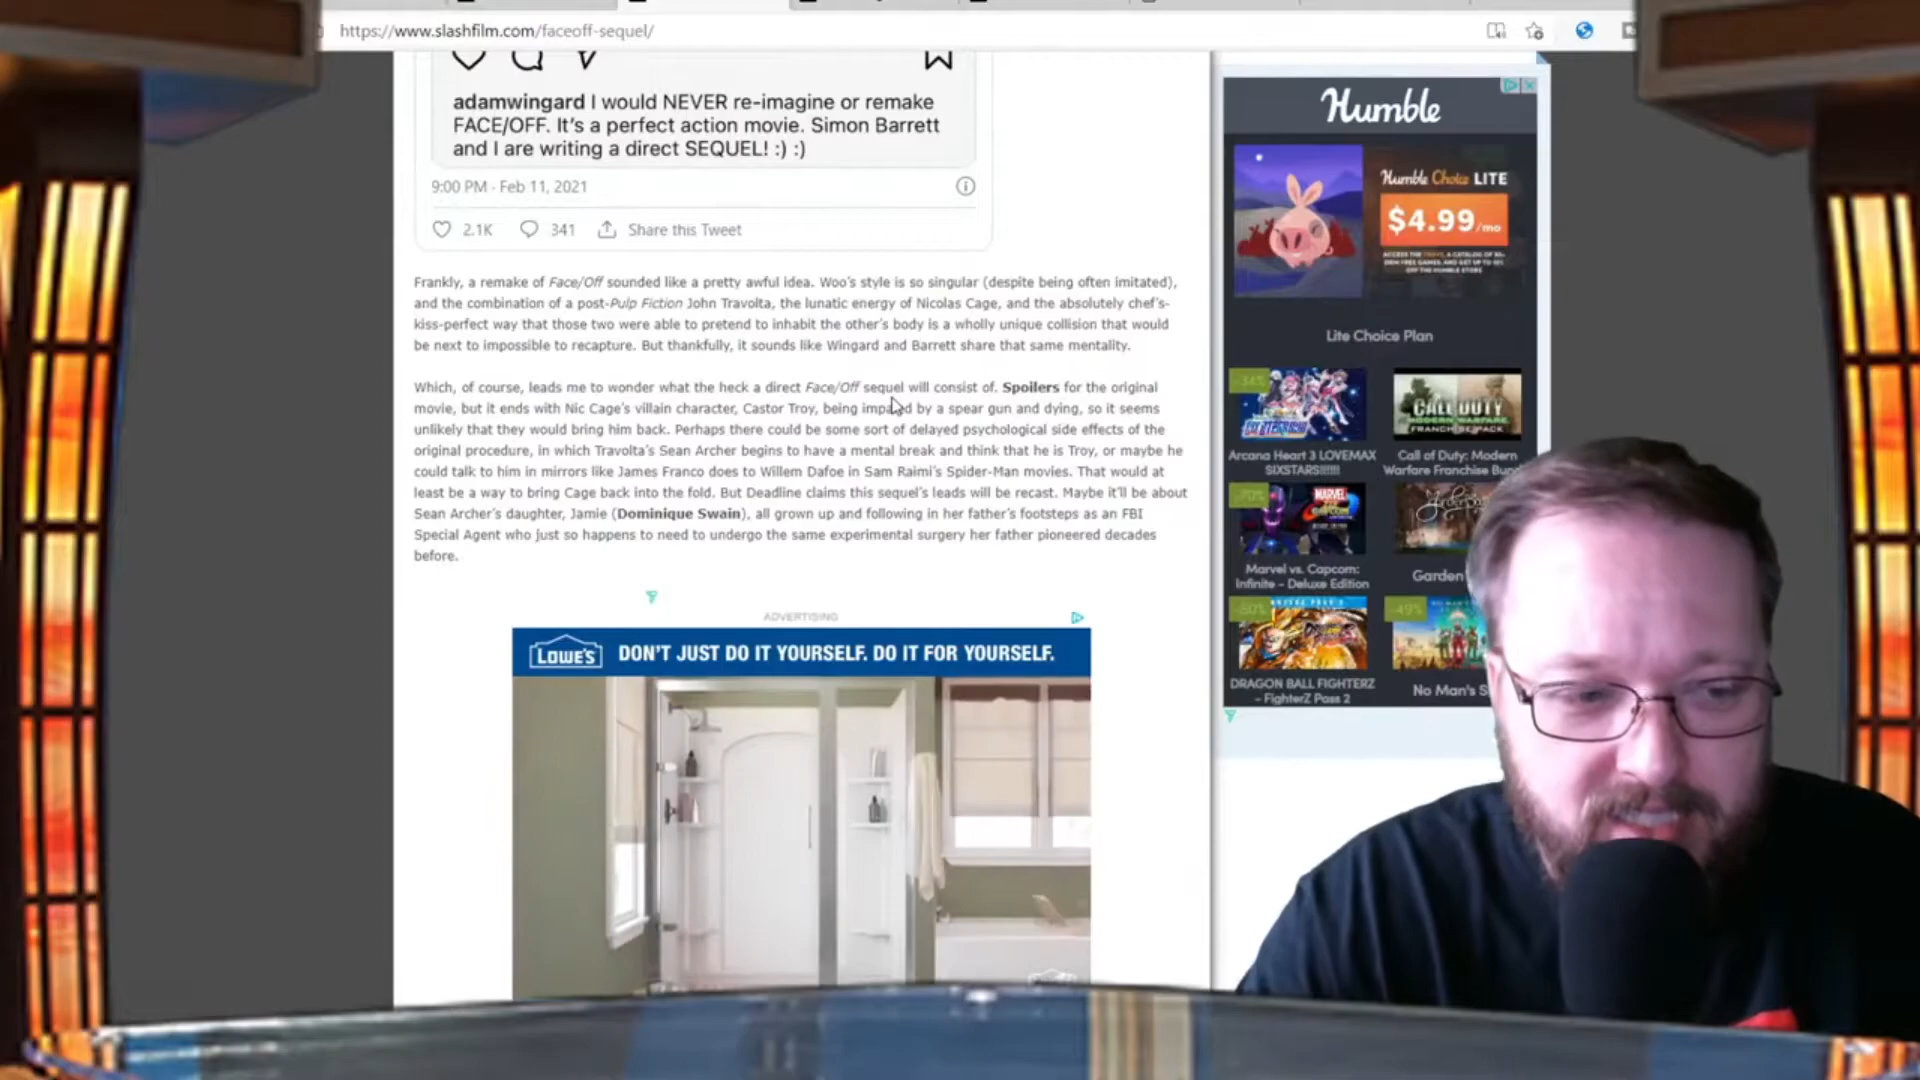 https://www.slashfilm.com/faceoff-sequel/
adamwingard I would NEVER re-imagine or remake
FACE/OFF. It's a perfect action movie. Simon Barrett
and I are writing a direct SEQUEL! :) :)
9:00 PM · Feb 11, 2021
2.1K 341 Share this Tweet
Frankly, a remake of Face/Off sounded like a pretty awful idea. Woo's style is so singular (despite being often imitated),
and the combination of a post-Pulp Fiction John Travolta, the lunatic energy of Nicolas Cage, and the absolutely chef's-
kiss-perfect way that those two were able to pretend to inhabit the other's body is a wholly unique collision that would
be next to impossible to recapture. But thankfully, it sounds like Wingard and Barrett share that same mentality.
Which, of course, leads me to wonder what the heck a direct Face/Off sequel will consist of. Spoilers for the original
movie, but it ends with Nic Cage's villain character, Castor Troy, being impaled by a spear gun and dying, so it seems
unlikely that they would bring him back. Perhaps there could be some sort of delayed psychological side effects of the
original procedure, in which Travolta's Sean Archer begins to have a mental break and think that he is Troy, or maybe he
could talk to him in mirrors like James Franco does to Willem Dafoe in Sam Raimi's Spider-Man movies. That would at
least be a way to bring Cage back into the fold. But Deadline claims this sequel's leads will be recast. Maybe it'll be about
Sean Archer's daughter, Jamie (Dominique Swain), all grown up and following in her father's footsteps as an FBI
Special Agent who just so happens to need to undergo the same experimental surgery her father pioneered decades
before.
ADVERTISING
LOWE'S DON'T JUST DO IT YOURSELF. DO IT FOR YOURSELF.
Humble
Humble Choice LITE
$4.99/mo
Lite Choice Plan
-34%
CALL OF DUTY
MODERN WARFARE
FRANCHISE PACK
Arcana Heart 3 LOVEMAX
SIXSTARS!!!!!!
Call of Duty: Modern
Warfare Franchise Bun
-70%
MARVEL
Marvel vs. Capcom:
Infinite - Deluxe Edition
Garden
-50%
-49%
DRAGON BALL FIGHTERZ
- FighterZ Pass 2
No Man's S